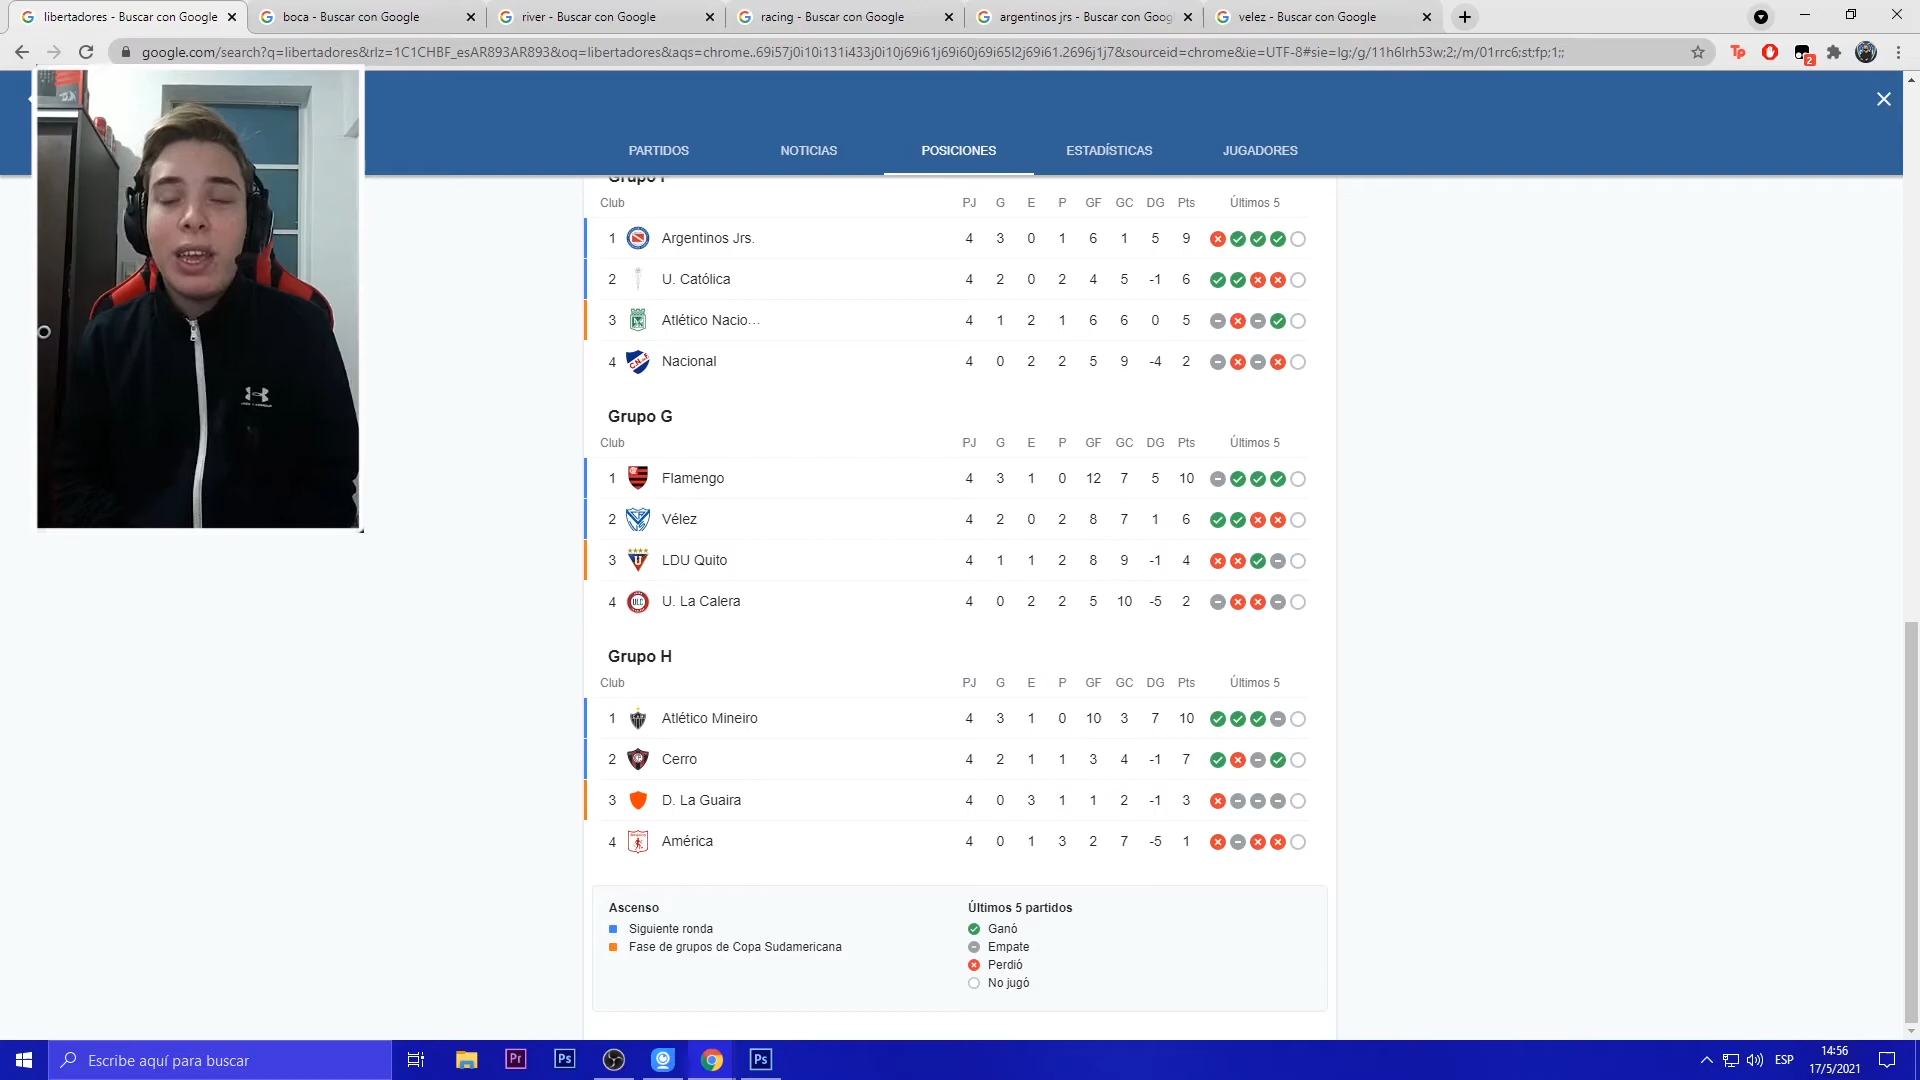 libertadores - Buscar con Google
boca - Buscar con Google
river - Buscar con Google
racing - Buscar con Google
argentinos jrs - Buscar con Goog
velez - Buscar con Google
google.com/search?q=libertadores&rlz=1C1CHBF_esAR893AR893&oq=libertadores&aqs=chrome..69i57j0i10i131i433j0i10j69i61j69i60j69i65l2j69i61.2696j1j7&sourceid=chrome&ie=UTF-8#sie=lg;/g/11h6lrh53w;2;/m/01rrc6;st;fp;1;;
Tp
2
PARTIDOS NOTICIAS POSICIONES ESTADÍSTICAS JUGADORES
Club PJ G E P GF GC DG Pts Últimos 5
1 Argentinos Jrs. 4 3 0 1 6 1 5 9
2 U. Católica 4 2 0 2 4 5 -1 6
3 Atlético Nacio... 4 1 2 1 6 6 0 5
4 Nacional 4 0 2 2 5 9 -4 2
Grupo G
Club PJ G E P GF GC DG Pts Últimos 5
1 Flamengo 4 3 1 0 12 7 5 10
2 Vélez 4 2 0 2 8 7 1 6
3 LDU Quito 4 1 1 2 8 9 -1 4
4 U. La Calera 4 0 2 2 5 10 -5 2
Grupo H
Club PJ G E P GF GC DG Pts Últimos 5
1 Atlético Mineiro 4 3 1 0 10 3 7 10
2 Cerro 4 2 1 1 3 4 -1 7
3 D. La Guaira 4 0 3 1 1 2 -1 3
4 América 4 0 1 3 2 7 -5 1
Ascenso
Siguiente ronda
Fase de grupos de Copa Sudamericana
Últimos 5 partidos
Ganó
Empate
Perdió
No jugó
Escribe aquí para buscar
Pr
Ps
Ps
ESP
14:56
17/5/2021